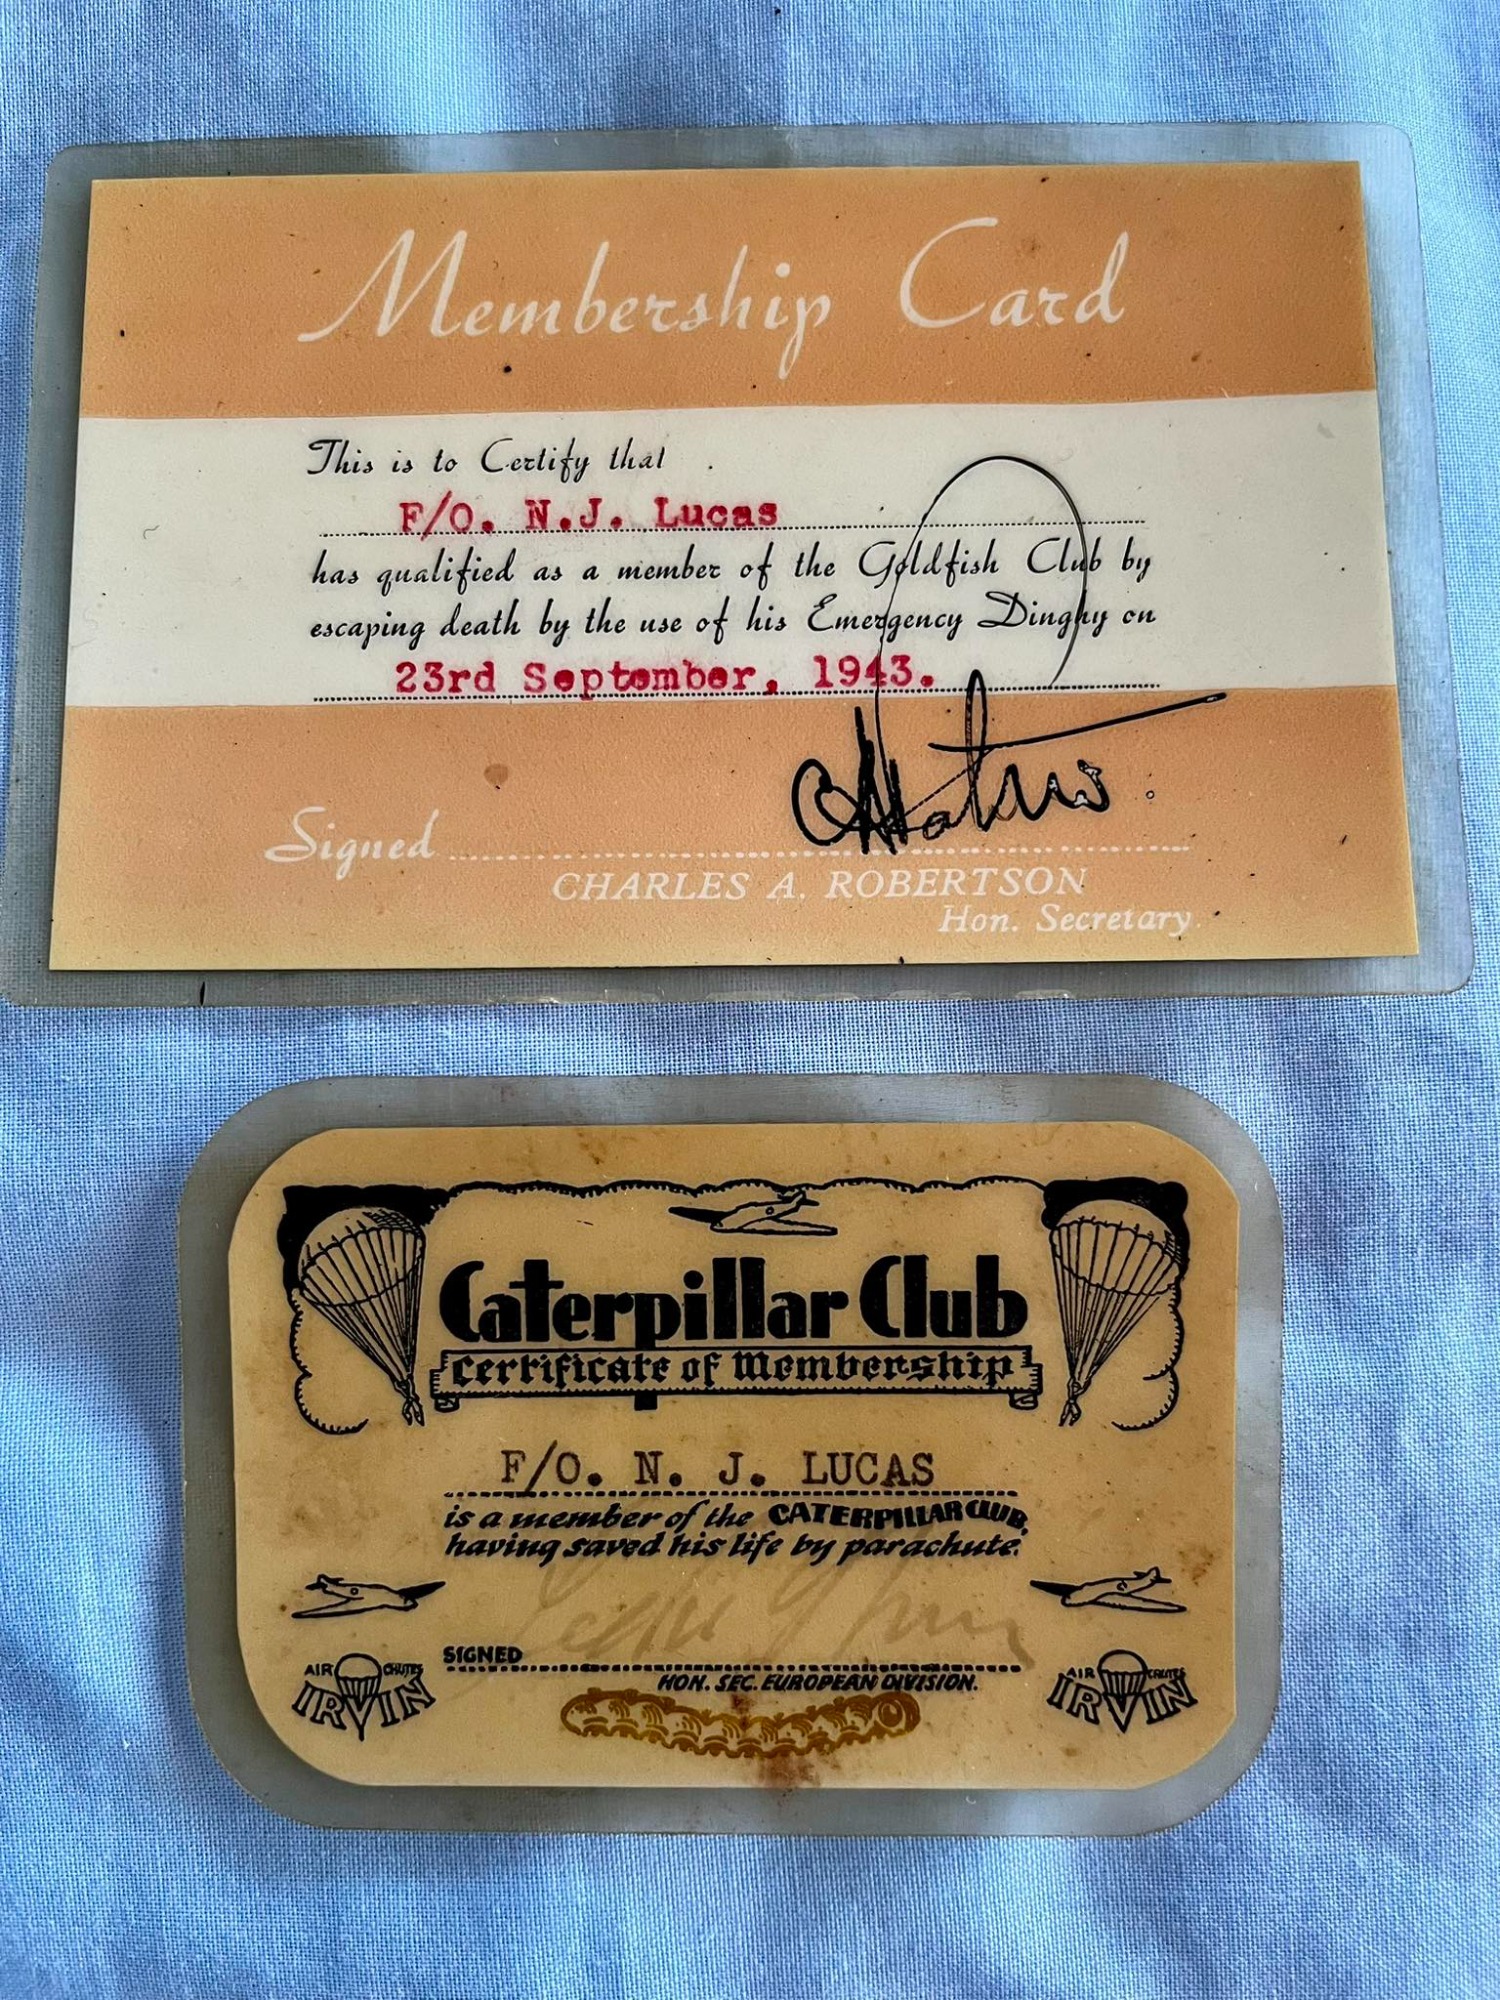 Membership Card
This is to Certify that
F/O. N.J. Lucas
has qualified as a member of the Goldfish Club by
escaping death by the use of his Emergency Dinghy on
23rd September, 1943.
Signed
CHARLES A. ROBERTSON
Hon. Secretary.
Caterpillar Club
Certificate of Membership
F/O. N. J. LUCAS
is a member of the CATERPILLAR CLUB,
having saved his life by parachute.
SIGNED
HON. SEC. EUROPEAN DIVISION.
IRVIN AIR CHUTES
IRVIN AIR CHUTES